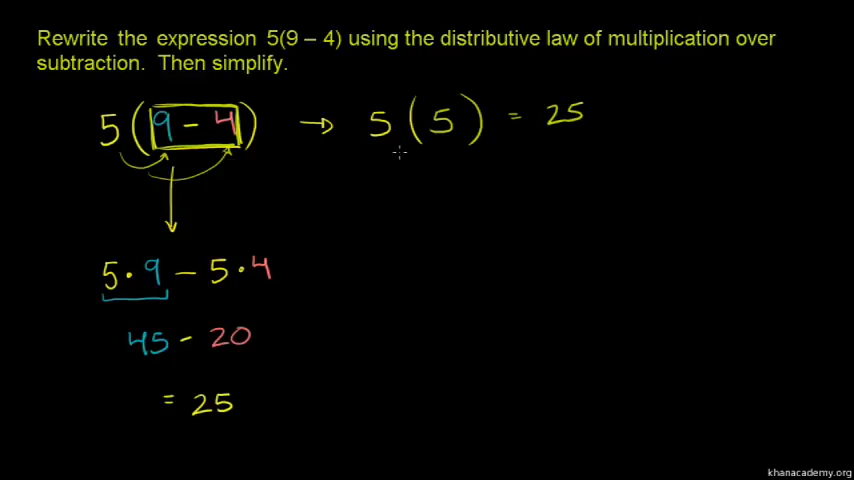 Rewrite the expression 5(9 – 4) using the distributive law of multiplication over
subtraction. Then simplify.
5(9 - 4) → 5(5) = 25
5 · 9 - 5 · 4
45 - 20
= 25
khanacademy.org